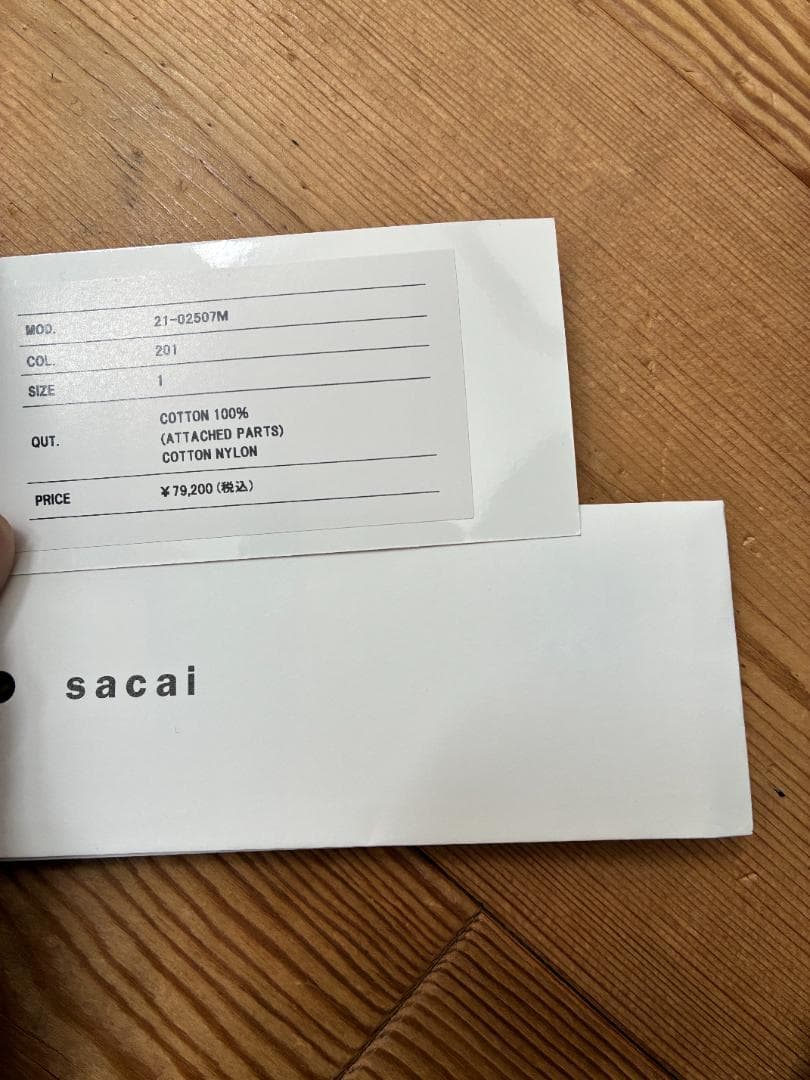 MOD. 21-02507M
COL. 201
SIZE 1
QUT. COTTON 100%
(ATTACHED PARTS)
COTTON NYLON
PRICE ¥79,200(税込)
sacai